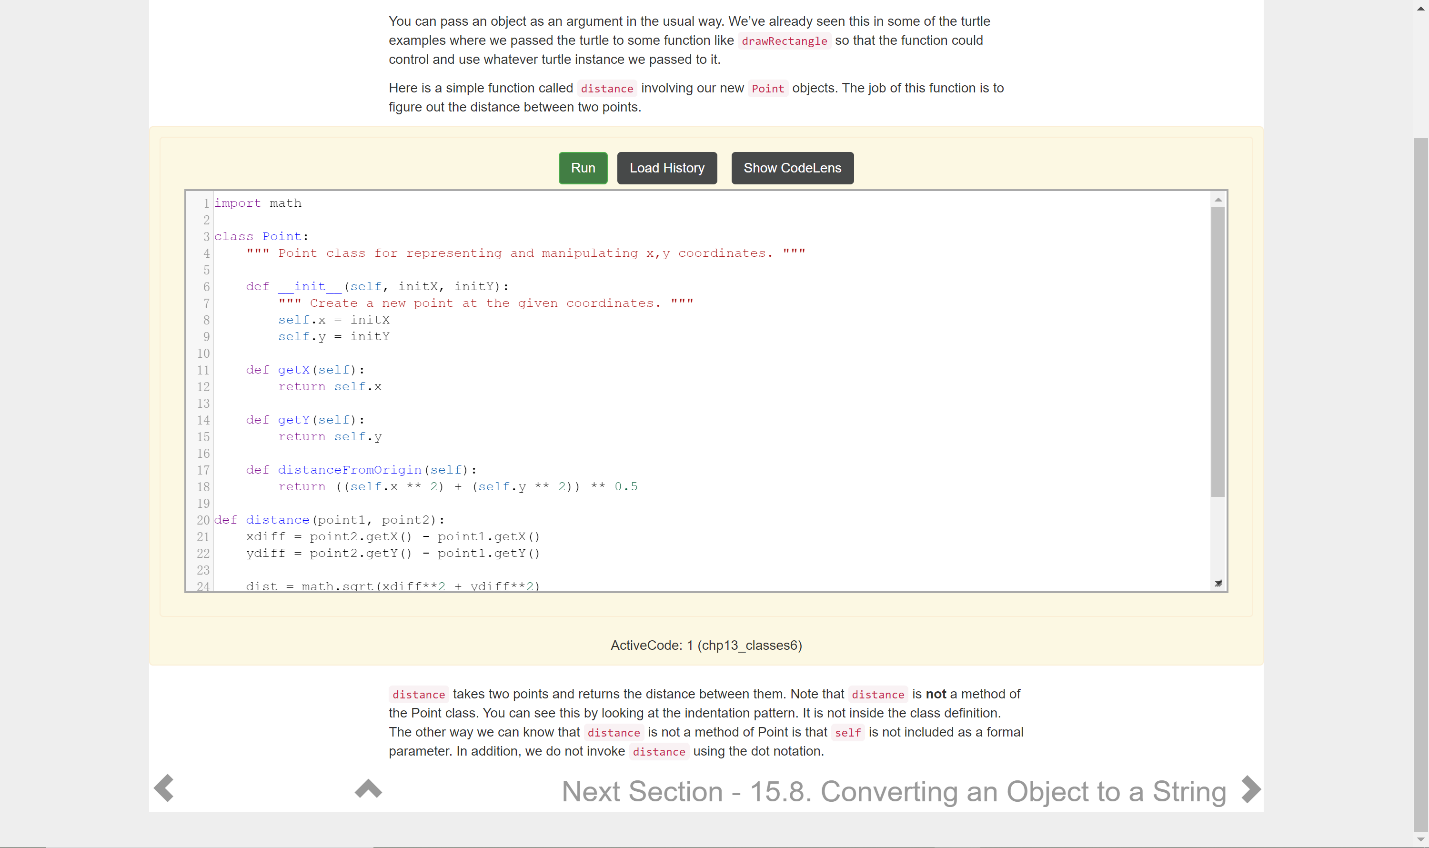 You can pass an object as an argument in the usual way. We've already seen this in some of the turtle
examples where we passed the turtle to some function like drawRectangle so that the function could
control and use whatever turtle instance we passed to it.
Here is a simple function called distance involving our new Point objects. The job of this function is to
figure out the distance between two points.
Run Load History Show CodeLens
1 import math
2
3 class Point:
4     """ Point class for representing and manipulating x,y coordinates. """
5
6     def __init__(self, initX, initY):
7         """ Create a new point at the given coordinates. """
8         self.x = initX
9         self.y = initY
10
11     def getX(self):
12         return self.x
13
14     def getY(self):
15         return self.y
16
17     def distanceFromOrigin(self):
18         return ((self.x ** 2) + (self.y ** 2)) ** 0.5
19
20 def distance(point1, point2):
21     xdiff = point2.getX() - point1.getX()
22     ydiff = point2.getY() - point1.getY()
23
24     dist = math.sqrt(xdiff**2 + ydiff**2)
ActiveCode: 1 (chp13_classes6)
distance takes two points and returns the distance between them. Note that distance is not a method of
the Point class. You can see this by looking at the indentation pattern. It is not inside the class definition.
The other way we can know that distance is not a method of Point is that self is not included as a formal
parameter. In addition, we do not invoke distance using the dot notation.
Next Section - 15.8. Converting an Object to a String